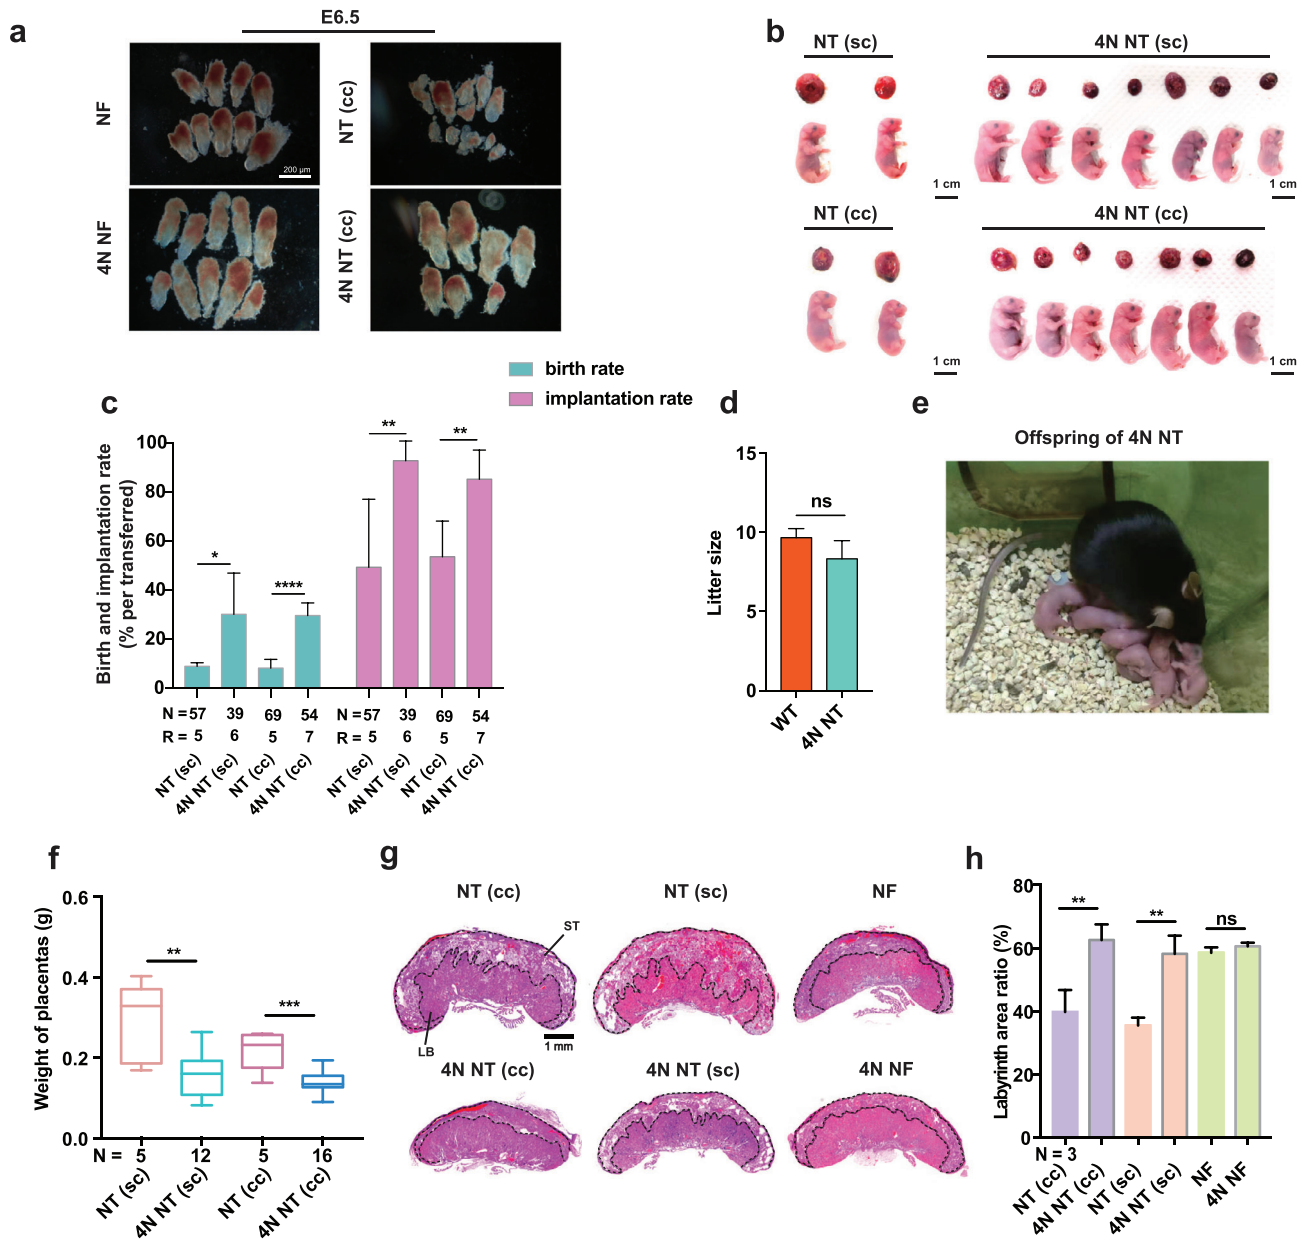 a
E6.5
NF
NT (cc)
200 µm
4N NF
4N NT (cc)
b
NT (sc)
4N NT (sc)
1 cm
1 cm
NT (cc)
4N NT (cc)
1 cm
1 cm
birth rate
implantation rate
c
Birth and implantation rate
(% per transferred)
100
80
60
40
20
0
*
****
**
**
N = 57 39 69 54 N = 57 39 69 54
R = 5 6 5 7 R = 5 6 5 7
NT (sc)
4N NT (sc)
NT (cc)
4N NT (cc)
NT (sc)
4N NT (sc)
NT (cc)
4N NT (cc)
d
Litter size
15
10
5
0
ns
WT
4N NT
e
Offspring of 4N NT
f
Weight of placentas (g)
0.6
0.4
0.2
0.0
**
***
N = 5 12 5 16
NT (sc)
4N NT (sc)
NT (cc)
4N NT (cc)
g
NT (cc)
NT (sc)
NF
ST
LB
1 mm
4N NT (cc)
4N NT (sc)
4N NF
h
Labyrinth area ratio (%)
80
60
40
20
0
**
**
ns
N = 3
NT (cc)
4N NT (cc)
NT (sc)
4N NT (sc)
NF
4N NF